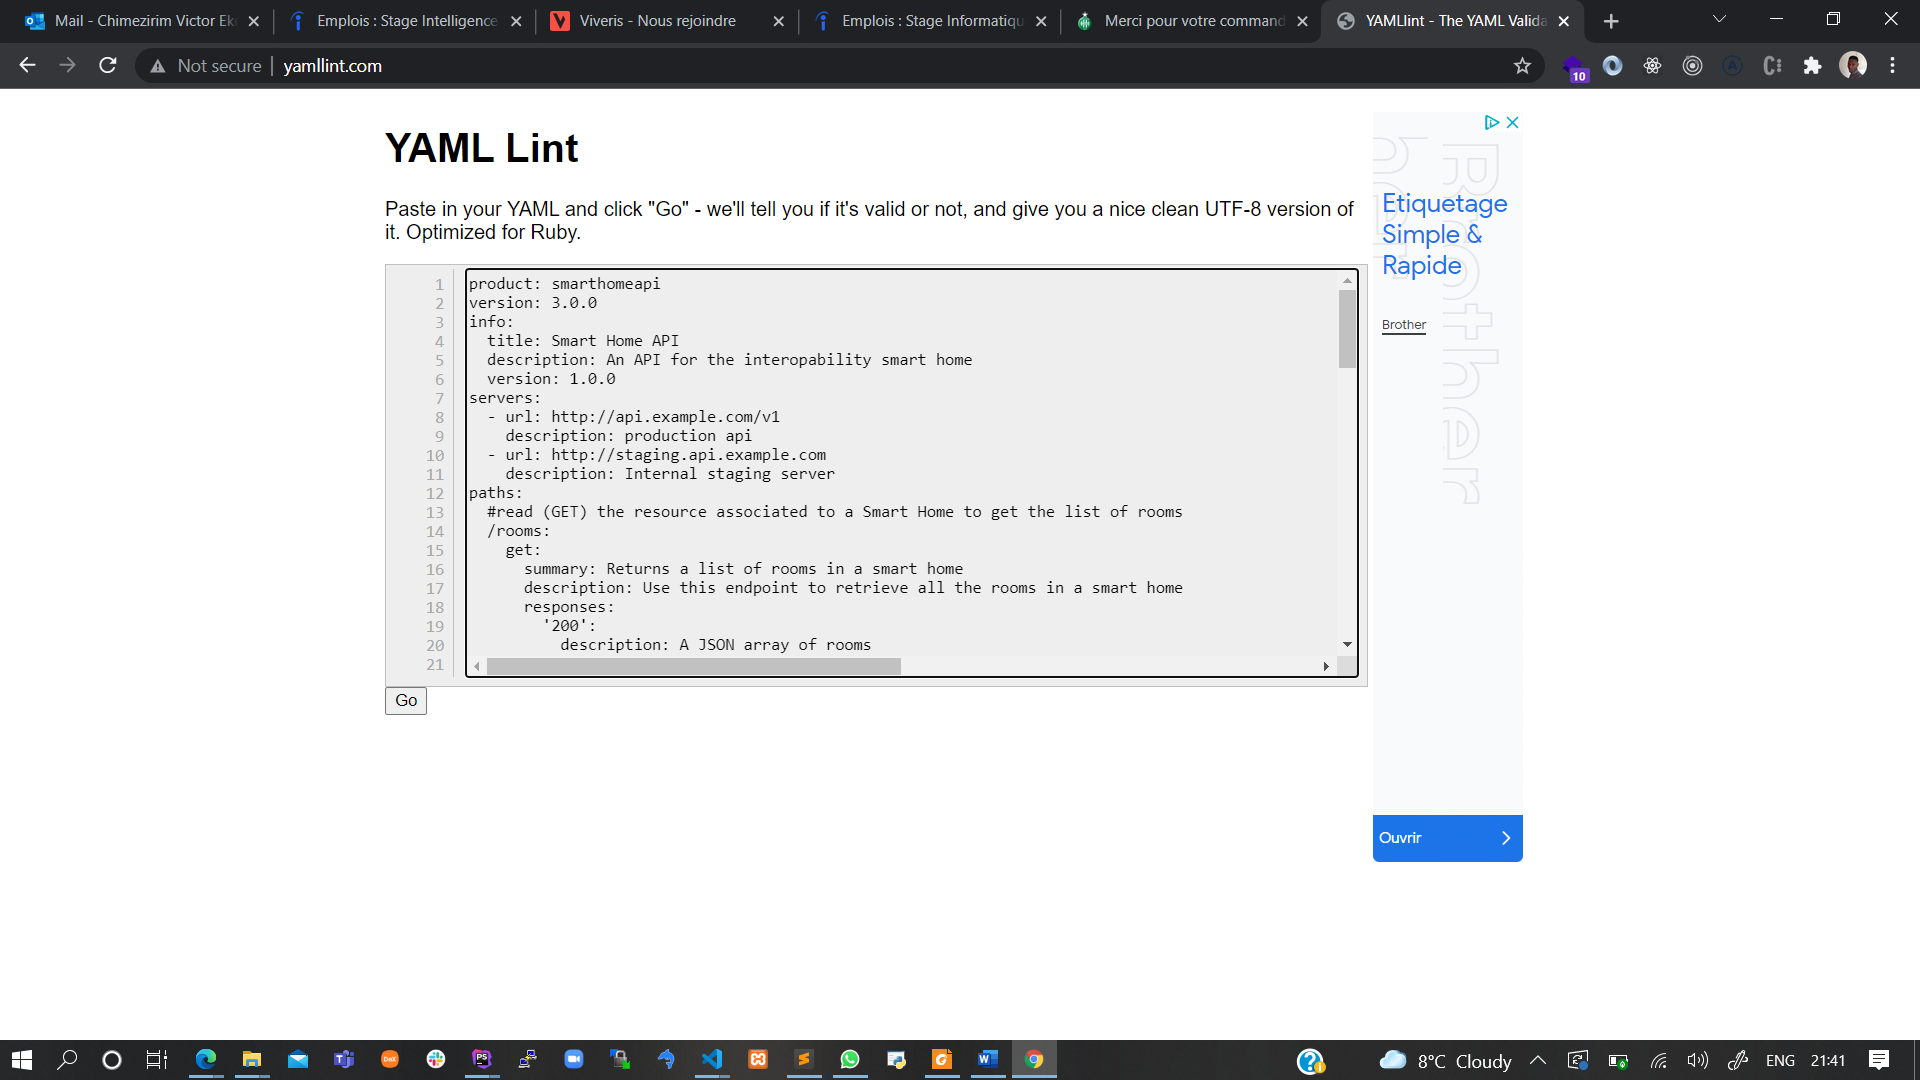 Mail - Chimezirim Victor Ek
Emplois : Stage Intelligence
Viveris - Nous rejoindre
Emplois : Stage Informatiqu
Merci pour votre command
YAMLlint - The YAML Valida
Not secure
yamllint.com
10
YAML Lint
Paste in your YAML and click "Go" - we'll tell you if it's valid or not, and give you a nice clean UTF-8 version of
it. Optimized for Ruby.
1 product: smarthomeapi
2 version: 3.0.0
3 info:
4 title: Smart Home API
5 description: An API for the interopability smart home
6 version: 1.0.0
7 servers:
8 - url: http://api.example.com/v1
9 description: production api
10 - url: http://staging.api.example.com
11 description: Internal staging server
12 paths:
13 #read (GET) the resource associated to a Smart Home to get the list of rooms
14 /rooms:
15 get:
16 summary: Returns a list of rooms in a smart home
17 description: Use this endpoint to retrieve all the rooms in a smart home
18 responses:
19 '200':
20 description: A JSON array of rooms
21
Go
Etiquetage
Simple &
Rapide
Brother
Brother
Ouvrir
8°C Cloudy
ENG
21:41